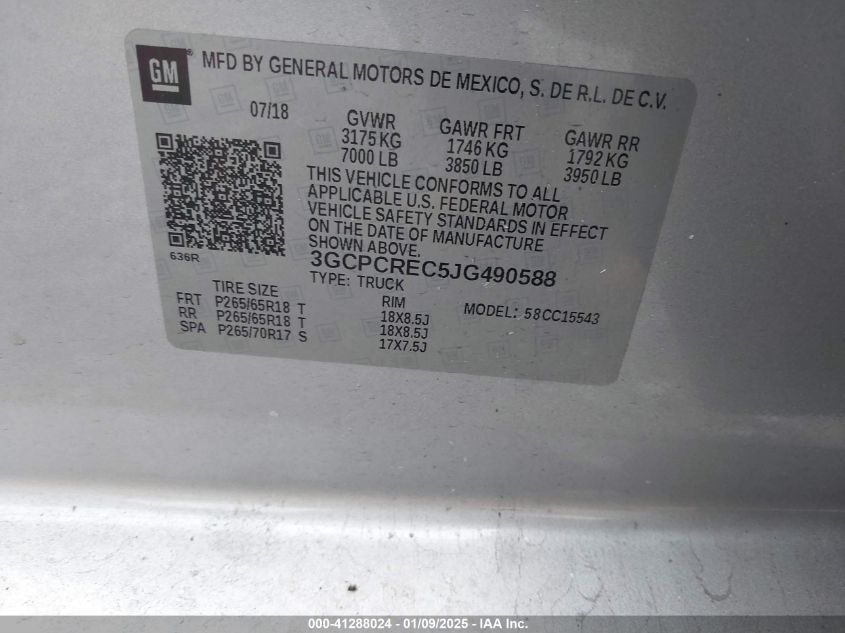 GM ® MFD BY GENERAL MOTORS DE MEXICO, S. DE R.L. DE C.V.
07/18
GVWR GAWR FRT GAWR RR
3175 KG 1746 KG 1792 KG
7000 LB 3850 LB 3950 LB
THIS VEHICLE CONFORMS TO ALL
APPLICABLE U.S. FEDERAL MOTOR
VEHICLE SAFETY STANDARDS IN EFFECT
ON THE DATE OF MANUFACTURE
SHOWN ABOVE.
636R
3GCPCREC5JG490588
TYPE: TRUCK
MODEL: 58CC15543
TIRE SIZE RIM
FRT P265/65R18 T 18X8.5J
RR P265/65R18 T 18X8.5J
SPA P265/70R17 S 17X7.5J
000-41288024 - 01/09/2025 - IAA Inc.